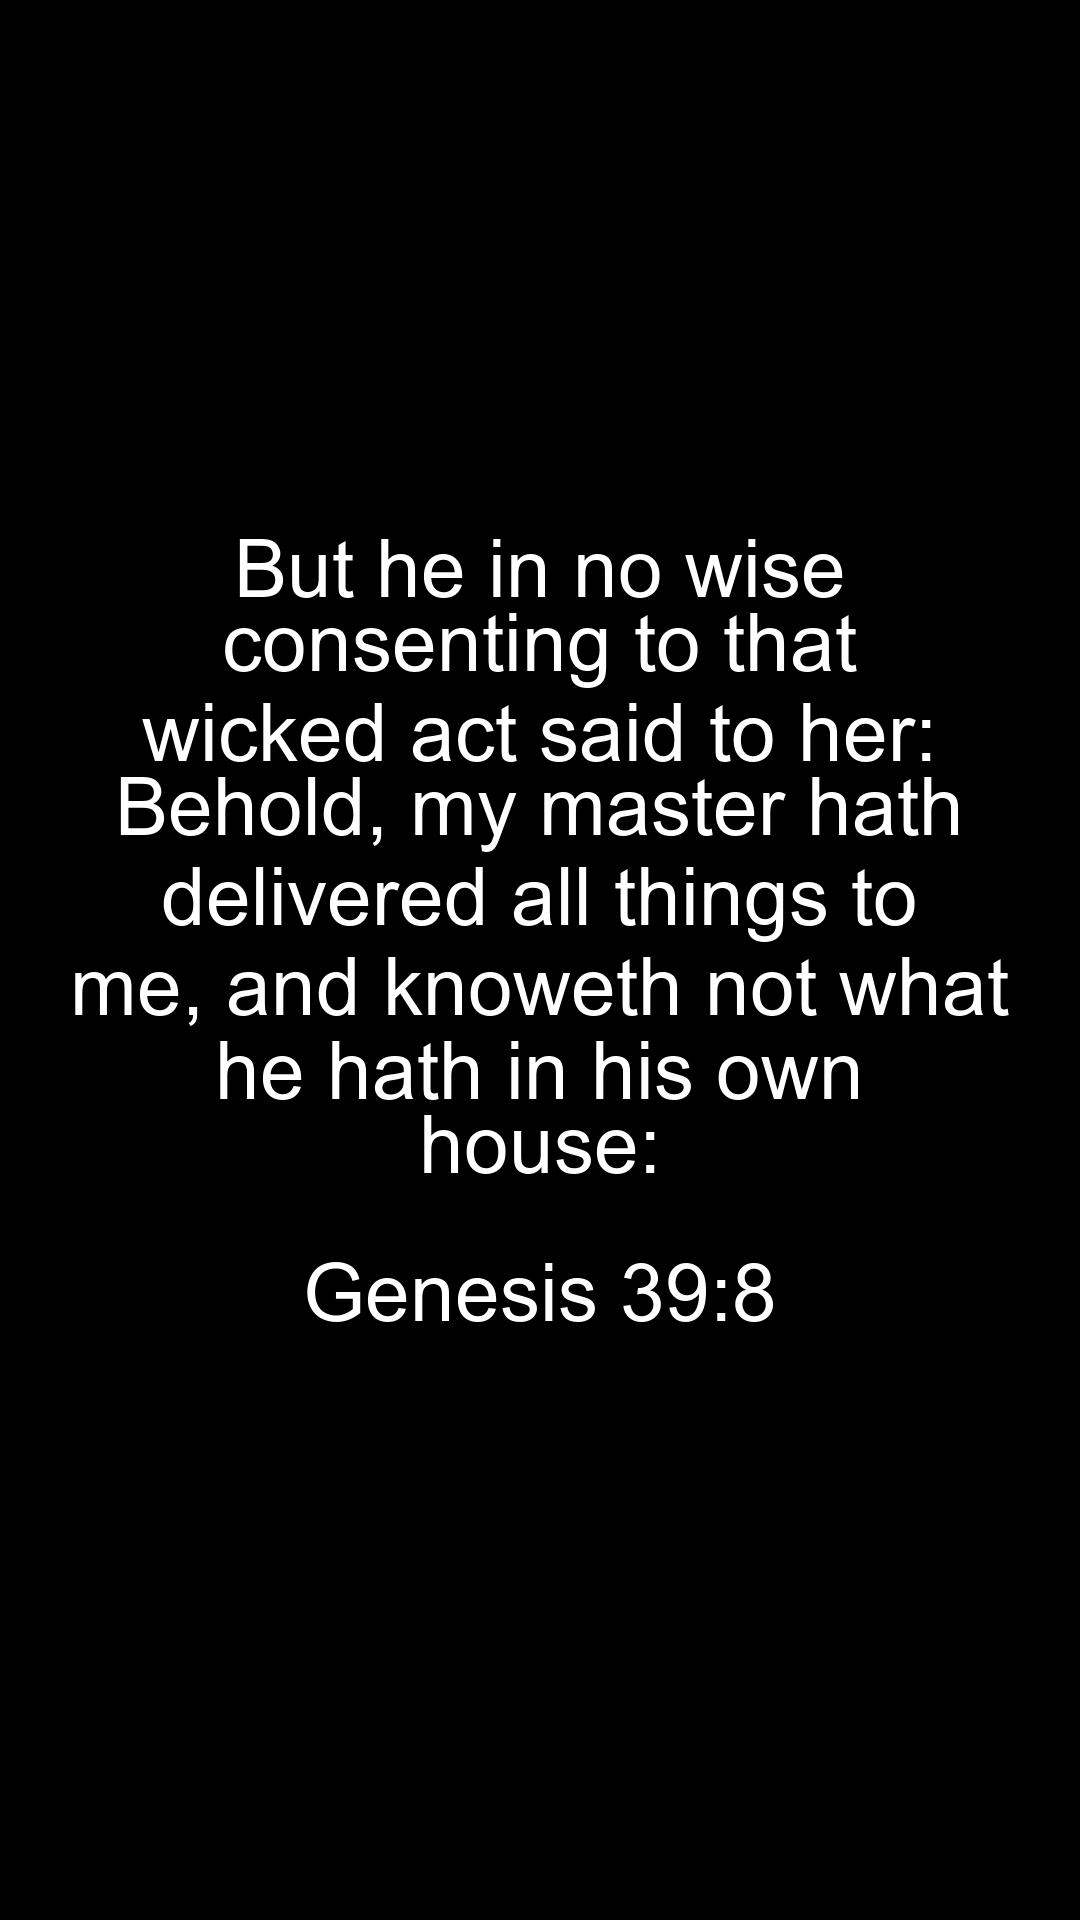 But he in no wise
consenting to that
wicked act said to her:
Behold, my master hath
delivered all things to
me, and knoweth not what
he hath in his own
house:
Genesis 39:8